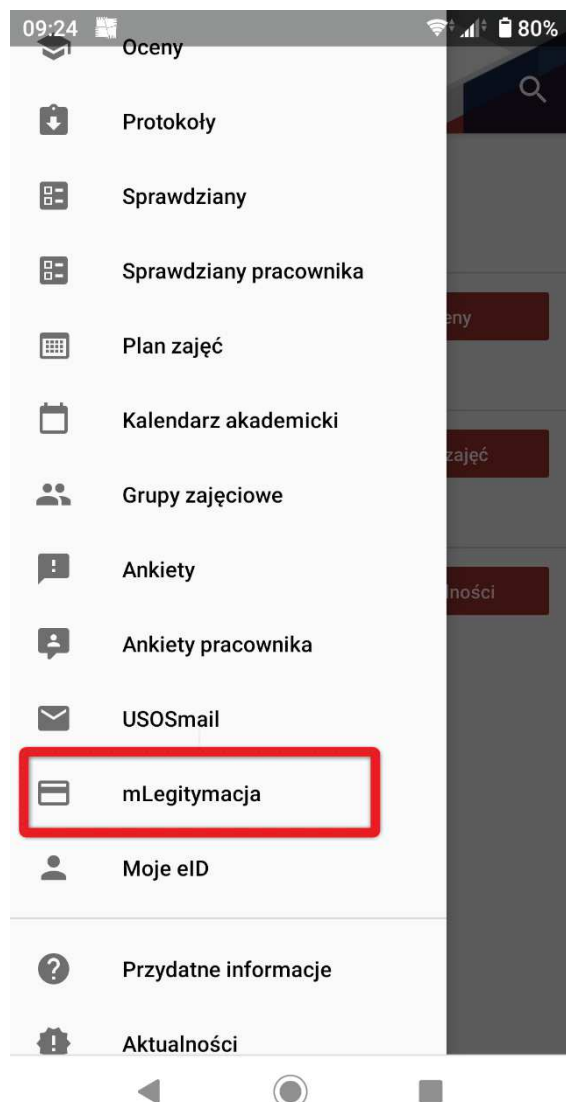 09:24 80%
Oceny
Protokoły
Sprawdziany
Sprawdziany pracownika
eny
Plan zajęć
Kalendarz akademicki
zajęć
Grupy zajęciowe
Ankiety
lności
Ankiety pracownika
USOSmail
mLegitymacja
Moje eID
Przydatne informacje
Aktualności